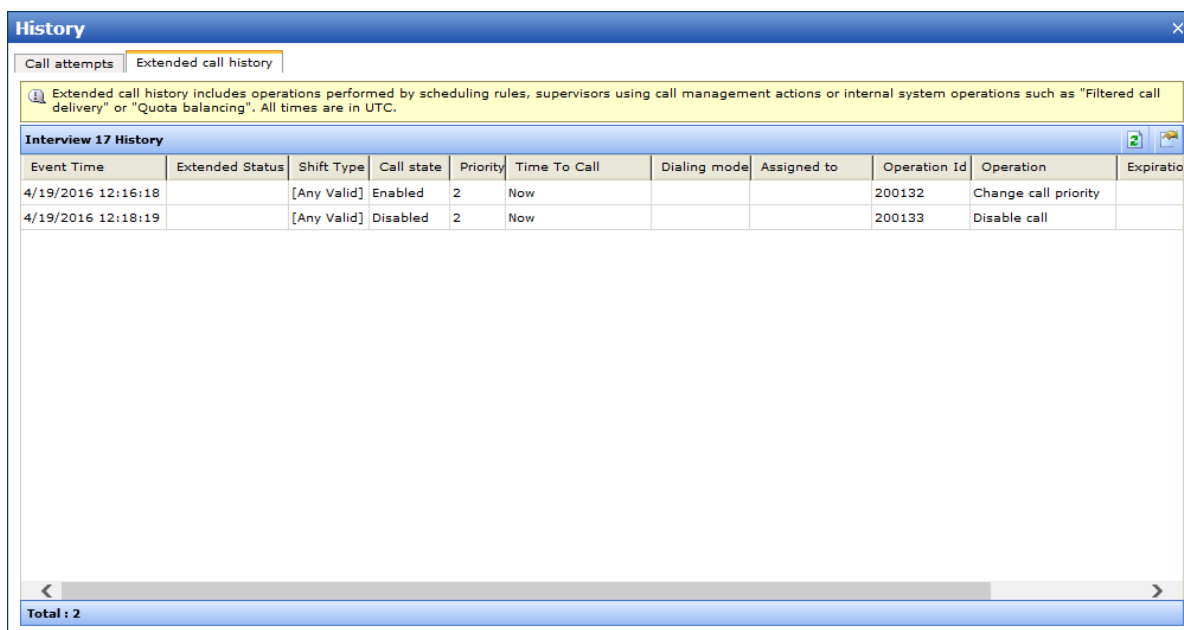 History
Call attempts Extended call history
Extended call history includes operations performed by scheduling rules, supervisors using call management actions or internal system operations such as "Filtered call
delivery" or "Quota balancing". All times are in UTC.
Interview 17 History
Event Time Extended Status Shift Type Call state Priority Time To Call Dialing mode Assigned to Operation Id Operation Expiratio
4/19/2016 12:16:18 [Any Valid] Enabled 2 Now 200132 Change call priority
4/19/2016 12:18:19 [Any Valid] Disabled 2 Now 200133 Disable call
Total : 2